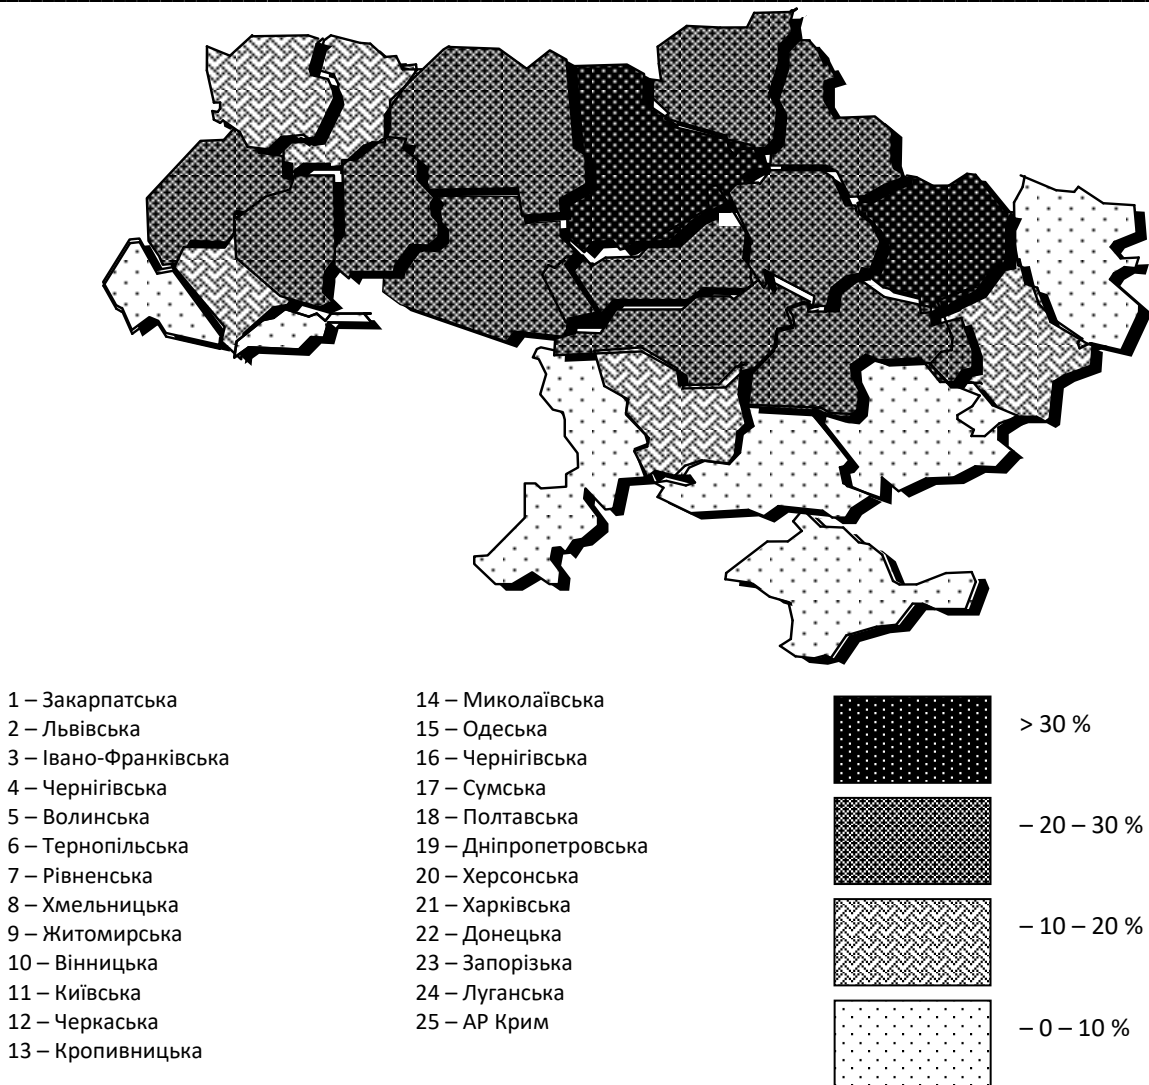 1 – Закарпатська
2 – Львівська
3 – Івано-Франківська
4 – Чернігівська
5 – Волинська
6 – Тернопільська
7 – Рівненська
8 – Хмельницька
9 – Житомирська
10 – Вінницька
11 – Київська
12 – Черкаська
13 – Кропивницька
14 – Миколаївська
15 – Одеська
16 – Чернігівська
17 – Сумська
18 – Полтавська
19 – Дніпропетровська
20 – Херсонська
21 – Харківська
22 – Донецька
23 – Запорізька
24 – Луганська
25 – АР Крим
> 30 %
– 20 – 30 %
– 10 – 20 %
– 0 – 10 %